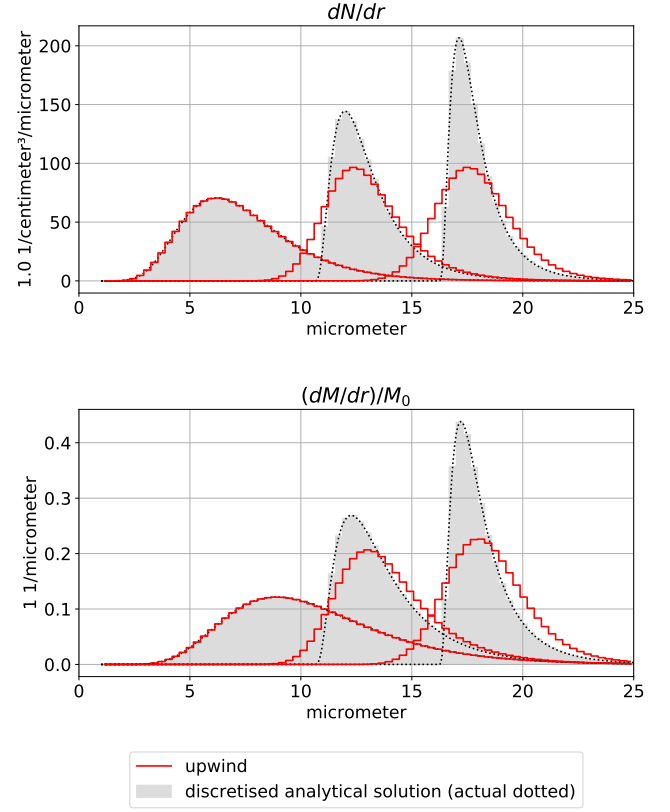 dN/dr
1.0 1/centimeter³/micrometer
200
150
100
50
0
0 5 10 15 20 25
micrometer
(dM/dr)/M₀
1 1/micrometer
0.4
0.3
0.2
0.1
0.0
0 5 10 15 20 25
micrometer
upwind
discretised analytical solution (actual dotted)